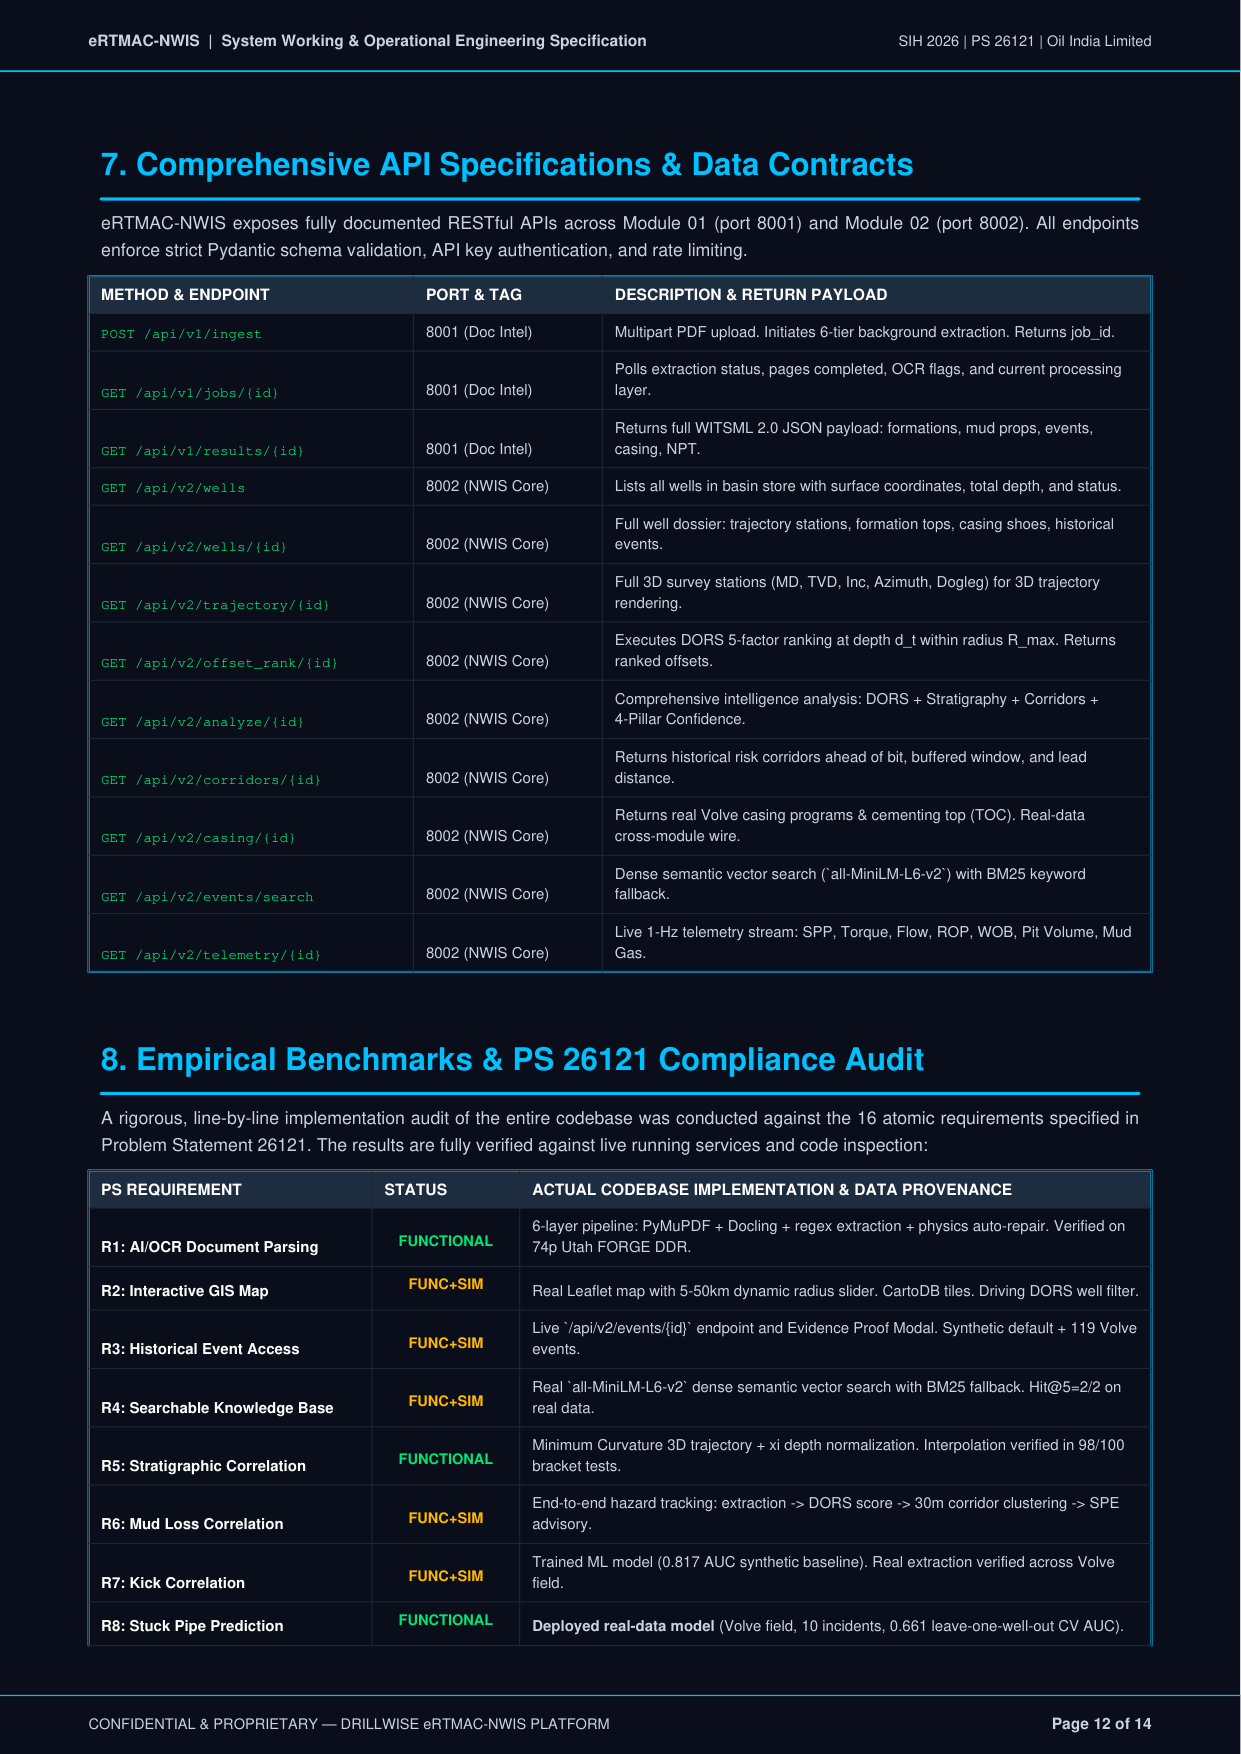 eRTMAC-NWIS | System Working & Operational Engineering Specification
SIH 2026 | PS 26121 | Oil India Limited
7. Comprehensive API Specifications & Data Contracts
eRTMAC-NWIS exposes fully documented RESTful APIs across Module 01 (port 8001) and Module 02 (port 8002). All endpoints
enforce strict Pydantic schema validation, API key authentication, and rate limiting.
METHOD & ENDPOINT PORT & TAG DESCRIPTION & RETURN PAYLOAD
POST /api/v1/ingest 8001 (Doc Intel) Multipart PDF upload. Initiates 6-tier background extraction. Returns job_id.
GET /api/v1/jobs/{id} 8001 (Doc Intel) Polls extraction status, pages completed, OCR flags, and current processing
layer.
GET /api/v1/results/{id} 8001 (Doc Intel) Returns full WITSML 2.0 JSON payload: formations, mud props, events,
casing, NPT.
GET /api/v2/wells 8002 (NWIS Core) Lists all wells in basin store with surface coordinates, total depth, and status.
GET /api/v2/wells/{id} 8002 (NWIS Core) Full well dossier: trajectory stations, formation tops, casing shoes, historical
events.
GET /api/v2/trajectory/{id} 8002 (NWIS Core) Full 3D survey stations (MD, TVD, Inc, Azimuth, Dogleg) for 3D trajectory
rendering.
GET /api/v2/offset_rank/{id} 8002 (NWIS Core) Executes DORS 5-factor ranking at depth d_t within radius R_max. Returns
ranked offsets.
GET /api/v2/analyze/{id} 8002 (NWIS Core) Comprehensive intelligence analysis: DORS + Stratigraphy + Corridors +
4-Pillar Confidence.
GET /api/v2/corridors/{id} 8002 (NWIS Core) Returns historical risk corridors ahead of bit, buffered window, and lead
distance.
GET /api/v2/casing/{id} 8002 (NWIS Core) Returns real Volve casing programs & cementing top (TOC). Real-data
cross-module wire.
GET /api/v2/events/search 8002 (NWIS Core) Dense semantic vector search (`all-MiniLM-L6-v2`) with BM25 keyword
fallback.
GET /api/v2/telemetry/{id} 8002 (NWIS Core) Live 1-Hz telemetry stream: SPP, Torque, Flow, ROP, WOB, Pit Volume, Mud
Gas.
8. Empirical Benchmarks & PS 26121 Compliance Audit
A rigorous, line-by-line implementation audit of the entire codebase was conducted against the 16 atomic requirements specified in
Problem Statement 26121. The results are fully verified against live running services and code inspection:
PS REQUIREMENT STATUS ACTUAL CODEBASE IMPLEMENTATION & DATA PROVENANCE
R1: AI/OCR Document Parsing FUNCTIONAL 6-layer pipeline: PyMuPDF + Docling + regex extraction + physics auto-repair. Verified on
74p Utah FORGE DDR.
R2: Interactive GIS Map FUNC+SIM Real Leaflet map with 5-50km dynamic radius slider. CartoDB tiles. Driving DORS well filter.
R3: Historical Event Access FUNC+SIM Live `/api/v2/events/{id}` endpoint and Evidence Proof Modal. Synthetic default + 119 Volve
events.
R4: Searchable Knowledge Base FUNC+SIM Real `all-MiniLM-L6-v2` dense semantic vector search with BM25 fallback. Hit@5=2/2 on
real data.
R5: Stratigraphic Correlation FUNCTIONAL Minimum Curvature 3D trajectory + xi depth normalization. Interpolation verified in 98/100
bracket tests.
R6: Mud Loss Correlation FUNC+SIM End-to-end hazard tracking: extraction -> DORS score -> 30m corridor clustering -> SPE
advisory.
R7: Kick Correlation FUNC+SIM Trained ML model (0.817 AUC synthetic baseline). Real extraction verified across Volve
field.
R8: Stuck Pipe Prediction FUNCTIONAL Deployed real-data model (Volve field, 10 incidents, 0.661 leave-one-well-out CV AUC).
CONFIDENTIAL & PROPRIETARY — DRILLWISE eRTMAC-NWIS PLATFORM
Page 12 of 14